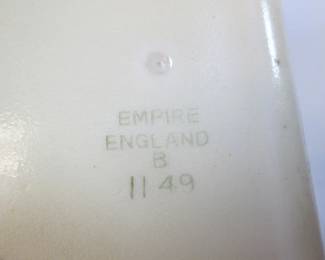 EMPIRE
ENGLAND
B
11 49